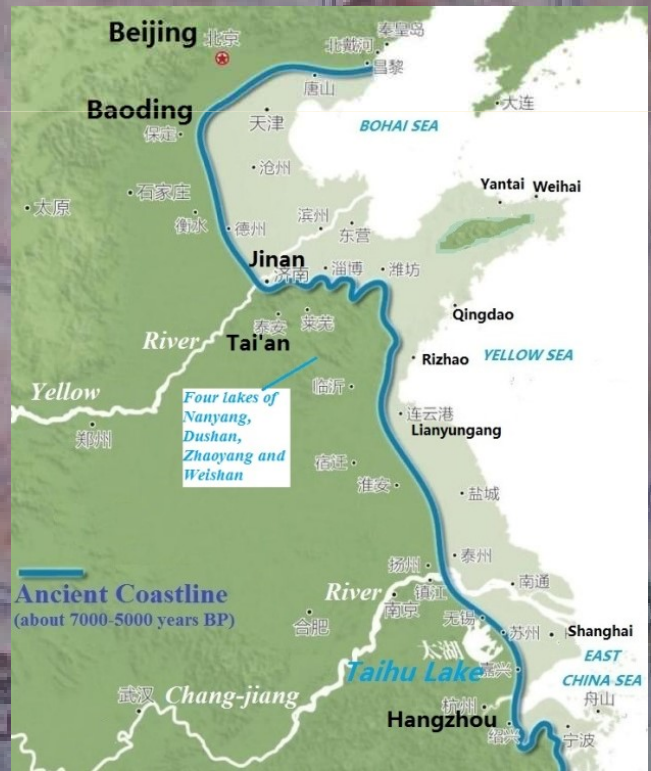 Beijing 北京
秦皇岛
北戴河
昌黎
唐山
大连
Baoding
天津
BOHAI SEA
保定
沧州
石家庄
太原
Yantai Weihai
滨州
衡水
德州
东营
Jinan
济南
淄博
潍坊
Qingdao
泰安
莱芜
River
Tai'an
Rizhao
YELLOW SEA
Yellow
Four lakes of
Nanyang,
Dushan,
Zhaoyang and
Weishan
临沂
连云港
Lianyungang
郑州
宿迁
淮安
盐城
泰州
扬州
Ancient Coastline
(about 7000-5000 years BP)
River
镇江
南通
南京
合肥
无锡
苏州
Shanghai
太湖
EAST
Taihu Lake
嘉兴
CHINA SEA
舟山
武汉
Chang-jiang
杭州
Hangzhou
绍兴
宁波